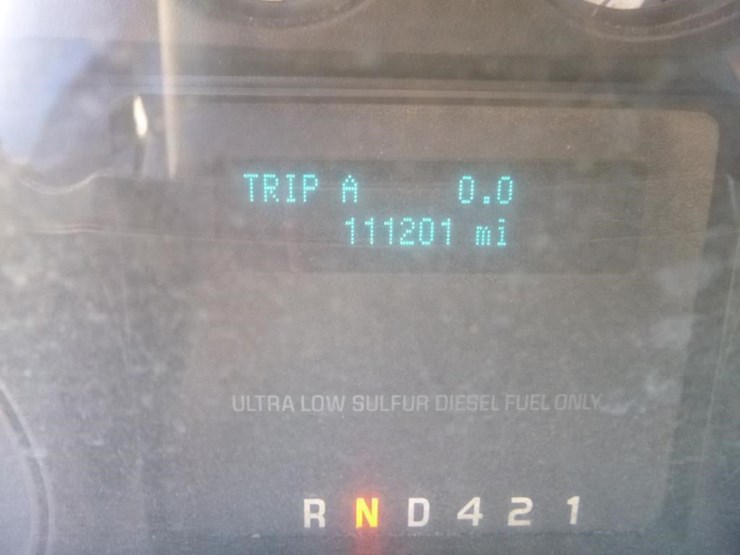 TRIP A 0.0
111201 mi
ULTRA LOW SULFUR DIESEL FUEL ONLY
R N D 4 2 1